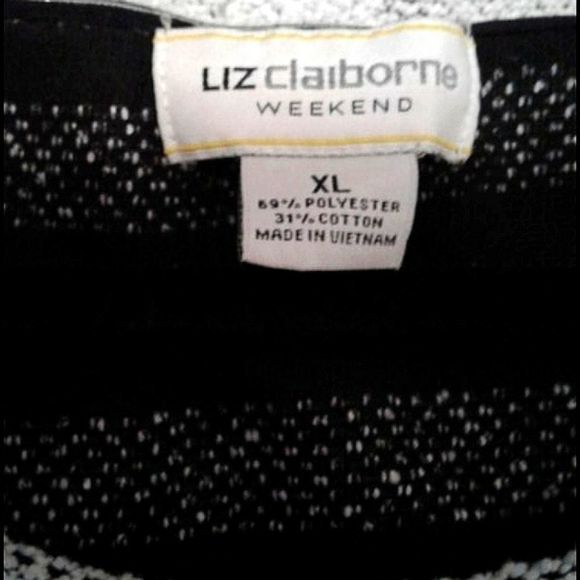 LIZ claiborne
WEEKEND
XL
69% POLYESTER
31% COTTON
MADE IN VIETNAM